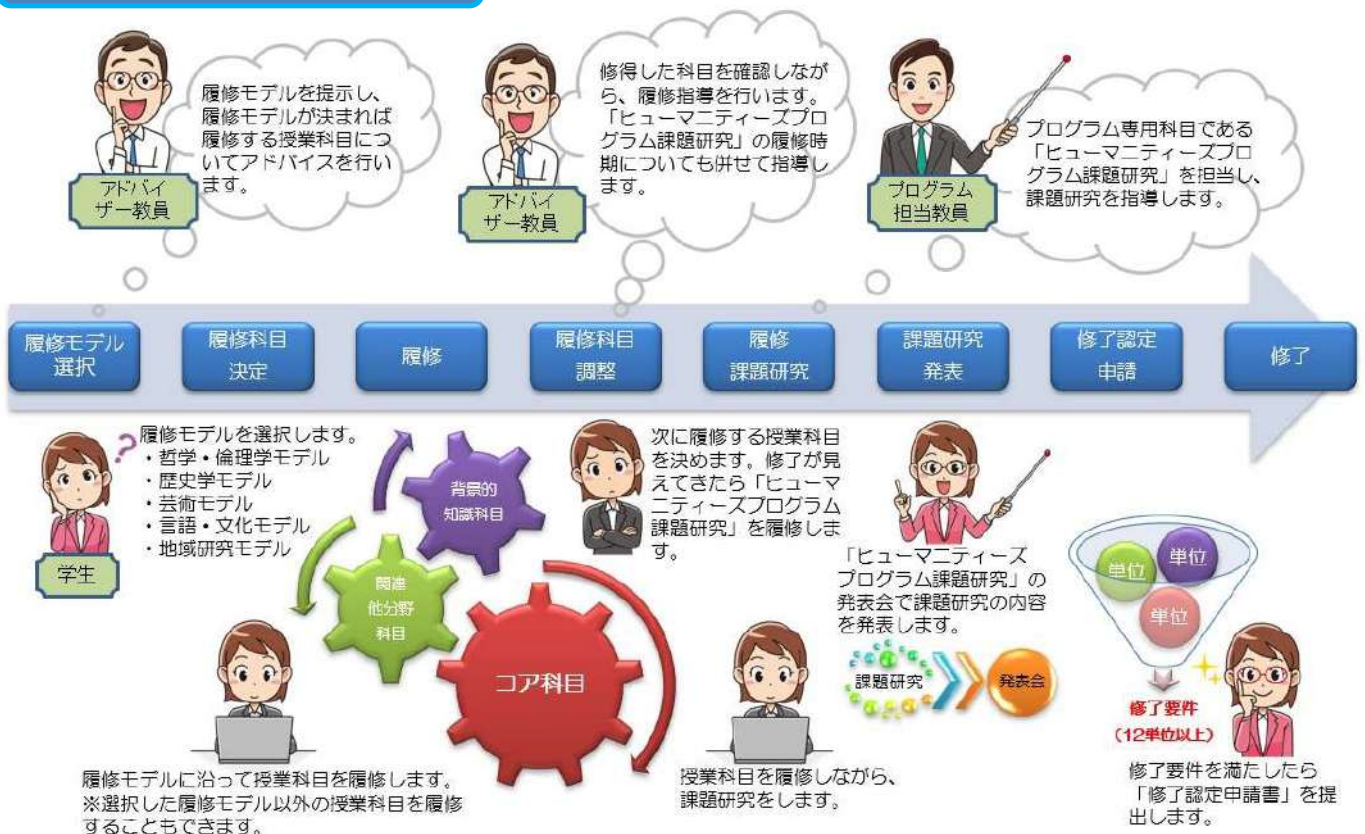 履修モデルを提示し、
履修モデルが決まれば
履修する授業科目につ
いてアドバイスを行い
ます。
アドバイ
ザー教員
修得した科目を確認しなが
ら、履修指導を行います。
「ヒューマニティーズプロ
グラム課題研究」の履修時
期についても併せて指導し
ます。
アドバイ
ザー教員
プログラム専用科目である
「ヒューマニティーズプロ
グラム課題研究」を担当し、
課題研究を指導します。
プログラム
担当教員
履修モデル
選択
履修科目
決定
履修
履修科目
調整
履修
課題研究
課題研究
発表
修了認定
申請
修了
履修モデルを選択します。
・哲学・倫理学モデル
・歴史学モデル
・芸術モデル
・言語・文化モデル
・地域研究モデル
学生
背景的
知識科目
関連
他分野
科目
コア科目
履修モデルに沿って授業科目を履修します。
※選択した履修モデル以外の授業科目を履修
することもできます。
次に履修する授業科目
を決めます。修了が見
えてきたら「ヒューマ
ニティーズプログラム
課題研究」を履修しま
す。
授業科目を履修しながら、
課題研究をします。
「ヒューマニティーズ
プログラム課題研究」の
発表会で課題研究の内容
を発表します。
課題研究
発表会
単位
単位
単位
修了要件
(12単位以上)
修了要件を満たしたら
「修了認定申請書」を提
出します。